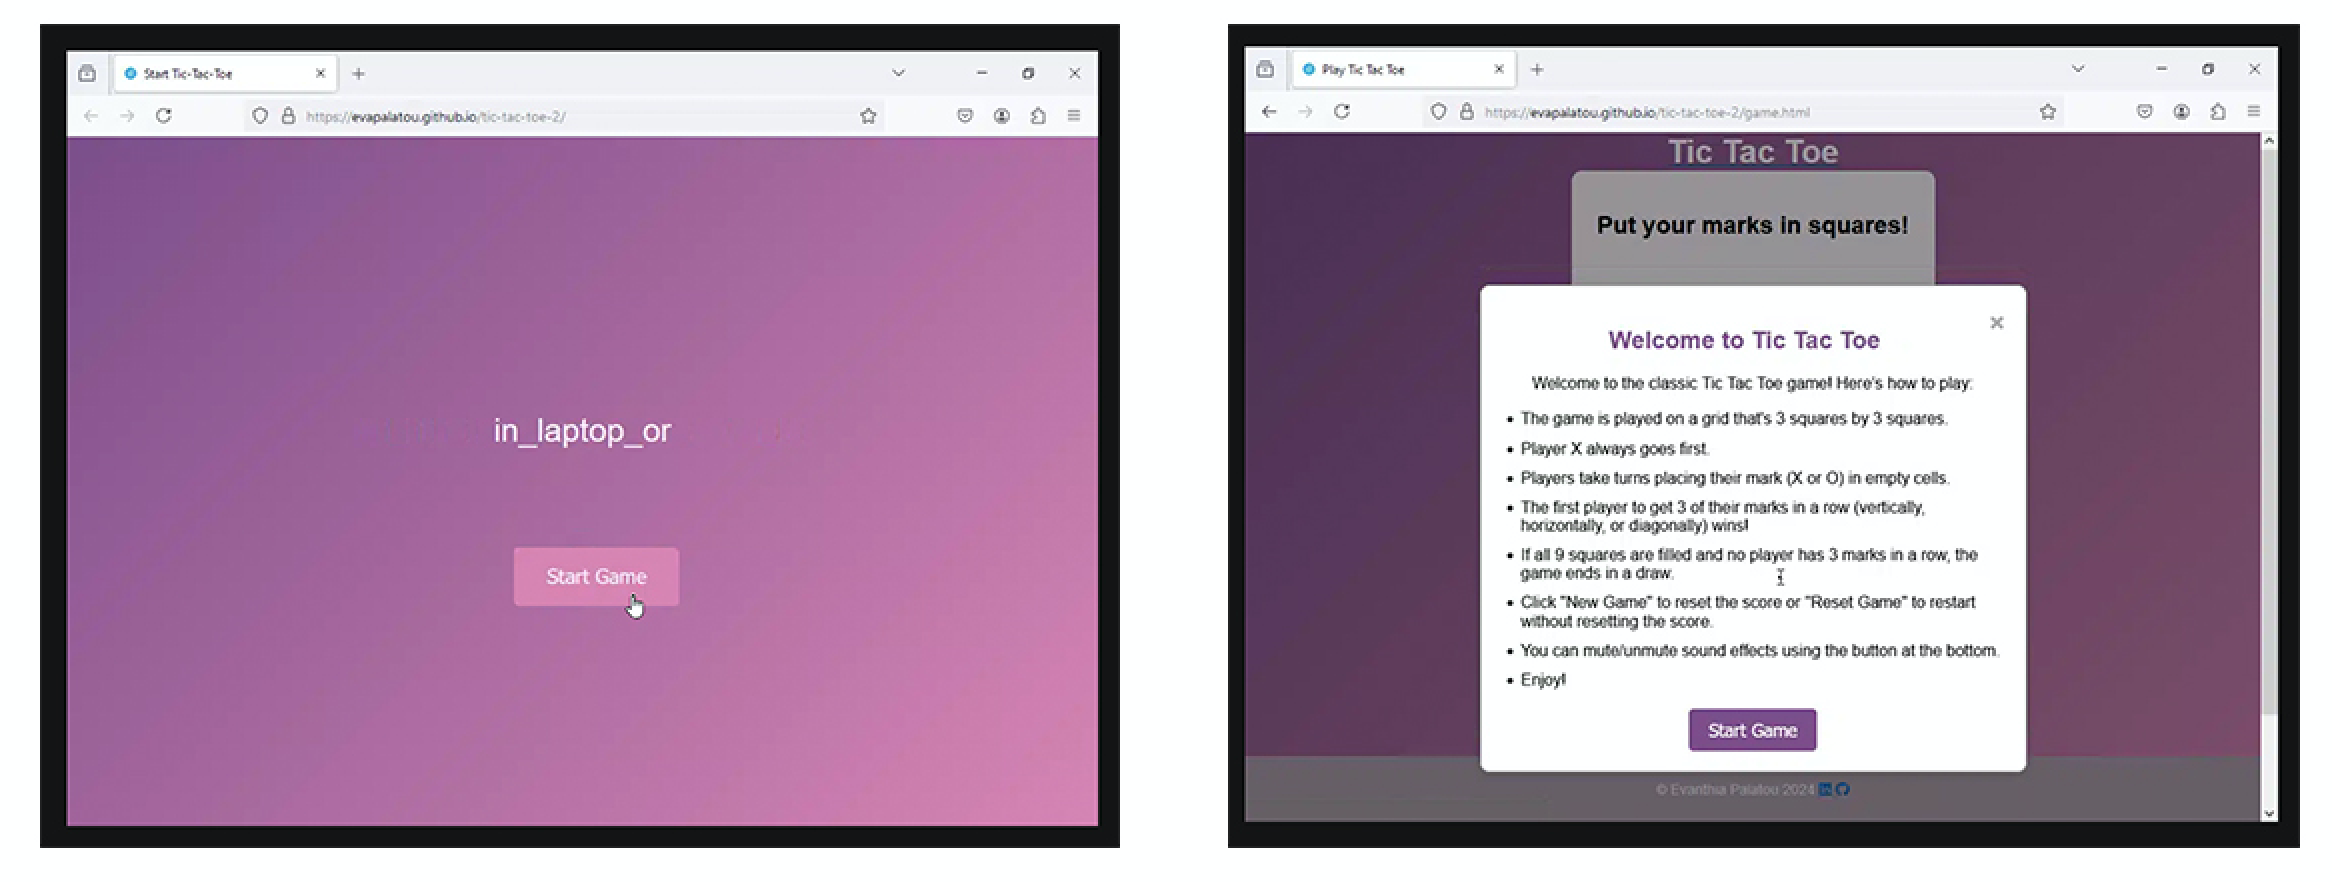 Start Tic-Tac-Toe
https://evapalatou.github.io/tic-tac-toe-2/
in_laptop_or
Start Game
Play Tic Tac Toe
https://evapalatou.github.io/tic-tac-toe-2/game.html
Tic Tac Toe
Put your marks in squares!
Welcome to Tic Tac Toe
Welcome to the classic Tic Tac Toe game! Here's how to play:
• The game is played on a grid that's 3 squares by 3 squares.
• Player X always goes first.
• Players take turns placing their mark (X or O) in empty cells.
• The first player to get 3 of their marks in a row (vertically,
horizontally, or diagonally) wins!
• If all 9 squares are filled and no player has 3 marks in a row, the
game ends in a draw.
• Click "New Game" to reset the score or "Reset Game" to restart
without resetting the score.
• You can mute/unmute sound effects using the button at the bottom.
• Enjoy!
Start Game
© Evanthia Palatou 2024 in